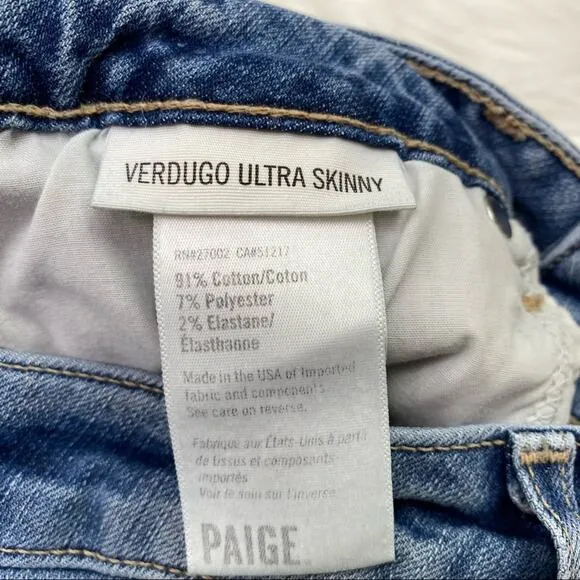 VERDUGO ULTRA SKINNY
RN#27002 CA#51217
91% Cotton/Coton
7% Polyester
2% Elastane/
Élasthanne
Made in the USA of Imported
fabric and components.
See care on reverse.
Fabriqué aur États-Unis à partir
de tissus et composants
importés
Voir le soin sur l'inverse.
PAIGE